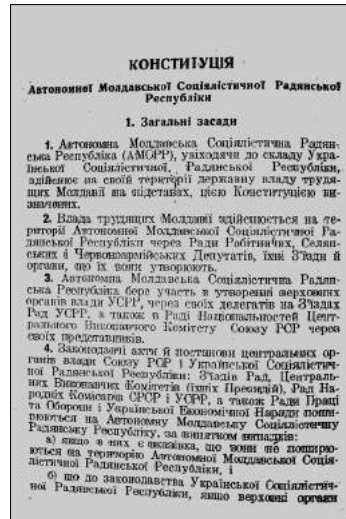 КОНСТИТУЦІЯ
Автономної Молдавської Соціялістичної Радянської
Республіки
1. Загальні засади
1. Автономна Молдавська Соціялістична Радян-
ська Республіка (АМСРР), увіходячи до складу Укра-
їнської Соціялістичної Радянської Республіки,
здійснює на своїй території державну владу трудя-
щих Молдавії на підставах, цією Конституцією ви-
значених.
2. Влада трудящих Молдавії здійснюється на те-
риторії Автономної Молдавської Соціялістичної Ра-
дянської Республіки через Ради Робітничих, Селян-
ських і Червоноармійських Депутатів, їхні З'їзди й
органи, що їх вони утворюють.
3. Автономна Молдавська Соціялістична Радян-
ська Республіка бере участь в утворенні верховних
органів влади УСРР, через своїх делегатів на З'їздах
Рад УСРР, а також в Раді Національностей Цент-
рального Виконавчого Комітету Союзу РСР через
своїх представників.
4. Законодавчі акти й постанови центральних ор-
ганів влади Союзу РСР і Української Соціялістич-
ної Радянської Республіки: З'їздів Рад, Централь-
них Виконавчих Комітетів (їхніх Президій), Рад На-
родніх Комісарів СРСР і УСРР, а також Ради Праці
та Оборони і Української Економічної Наради поши-
рюються на Автономну Молдавську Соціялістичну
Радянську Республіку, за винятком випадків:
а) якщо в них є вказівка, що вони не поширю-
ються на територію Автономної Молдавської Соція-
лістичної Радянської Республіки, і
б) що до законодавства Української Соціялістич-
ної Радянської Республіки, якщо верховні органи